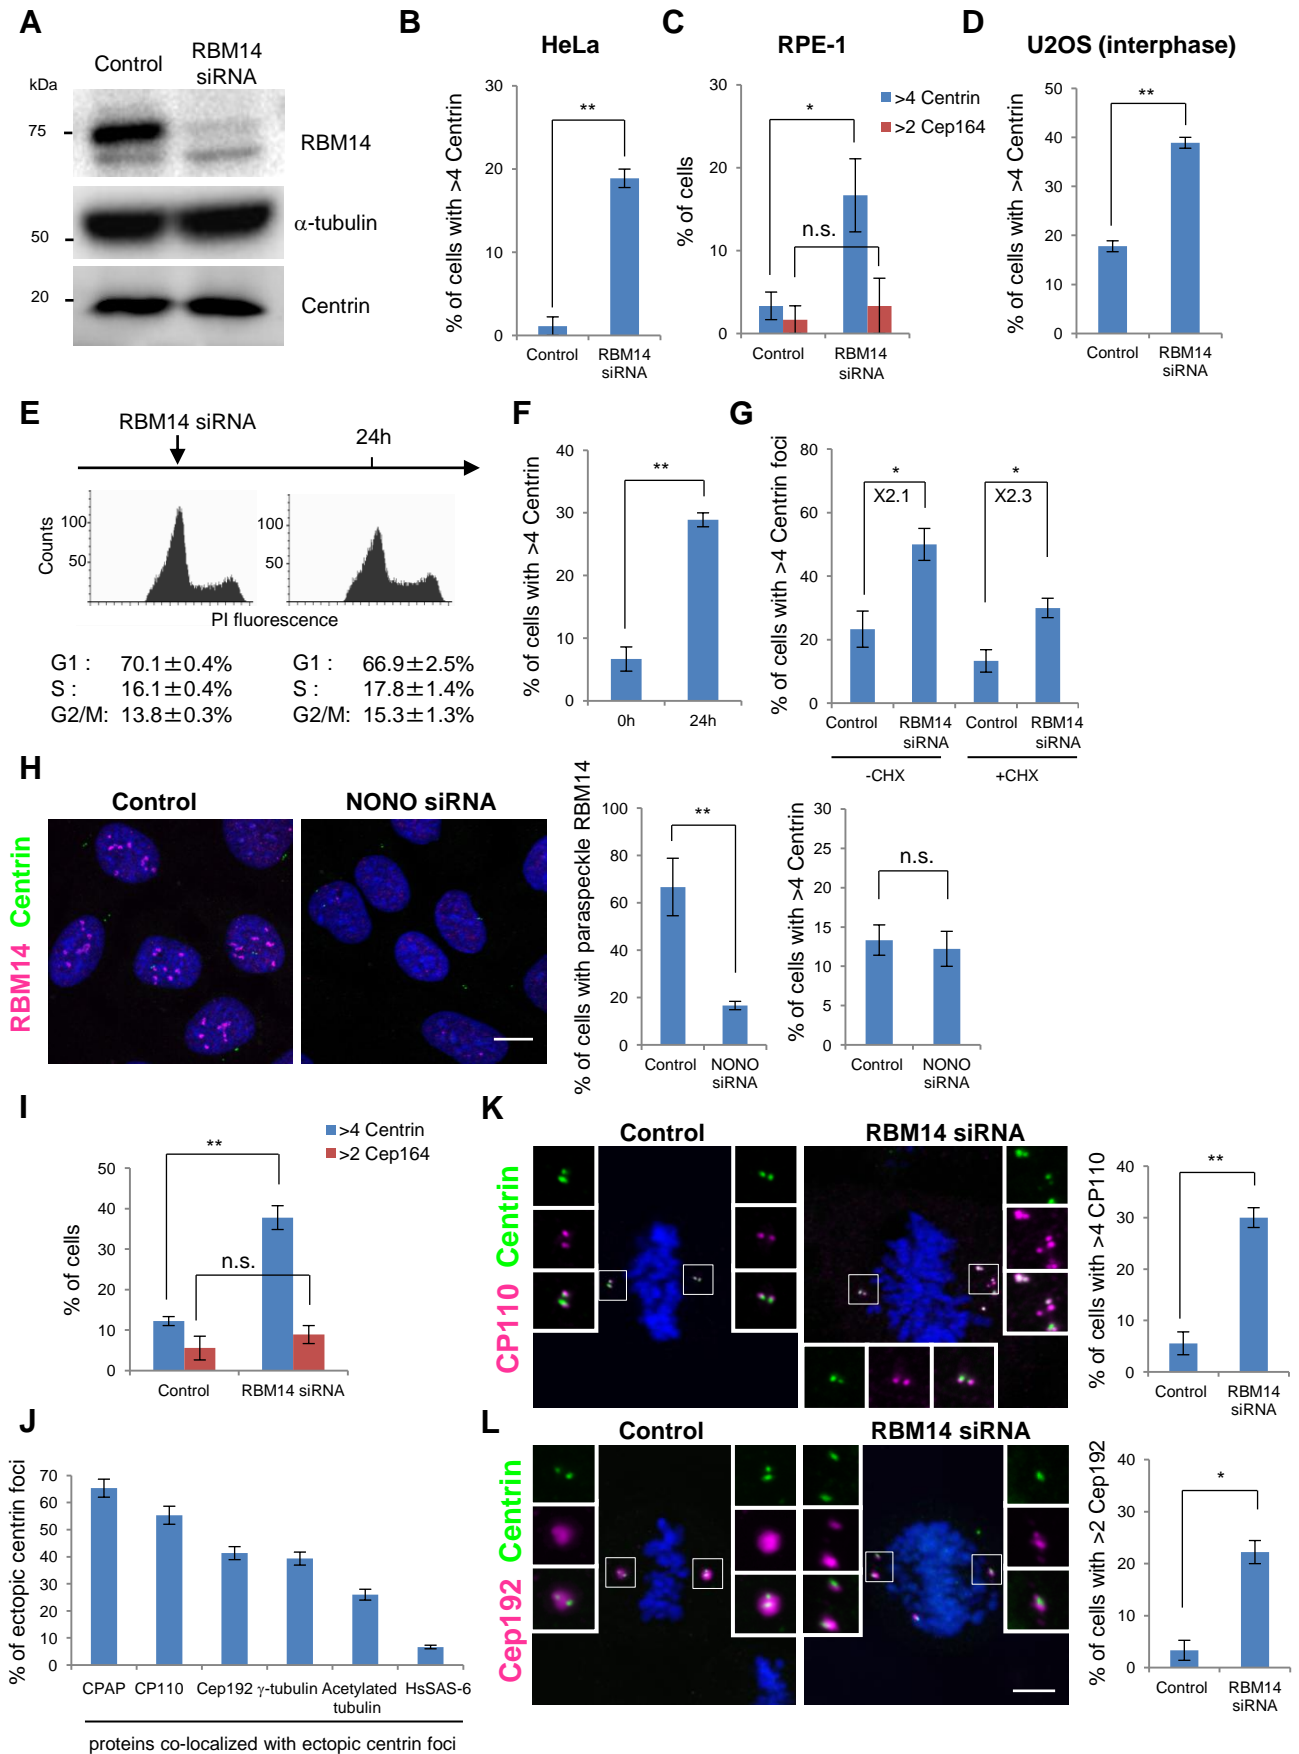 A
Control
RBM14
siRNA
kDa
75
RBM14
50
α-tubulin
20
Centrin
B
HeLa
% of cells with >4 Centrin
30
20
10
0
**
Control
RBM14
siRNA
C
RPE-1
% of cells
30
20
10
0
*
n.s.
>4 Centrin
>2 Cep164
Control
RBM14
siRNA
D
U2OS (interphase)
% of cells with >4 Centrin
50
40
30
20
10
0
**
Control
RBM14
siRNA
E
RBM14 siRNA
24h
Counts
100
50
100
50
PI fluorescence
G1 : 70.1±0.4%
S : 16.1±0.4%
G2/M: 13.8±0.3%
G1 : 66.9±2.5%
S : 17.8±1.4%
G2/M: 15.3±1.3%
F
% of cells with >4 Centrin
40
30
20
10
0
**
0h
24h
G
% of cells with >4 Centrin foci
80
60
40
20
0
*
X2.1
*
X2.3
Control
RBM14
siRNA
Control
RBM14
siRNA
-CHX
+CHX
H
Control
NONO siRNA
RBM14 Centrin
% of cells with paraspeckle RBM14
100
80
60
40
20
0
**
Control
NONO
siRNA
% of cells with >4 Centrin
30
25
20
15
10
5
0
n.s.
Control
NONO
siRNA
I
% of cells
50
40
30
20
10
0
**
n.s.
>4 Centrin
>2 Cep164
Control
RBM14 siRNA
J
% of ectopic centrin foci
70
60
50
40
30
20
10
0
CPAP
CP110
Cep192
γ-tubulin
Acetylated
tubulin
HsSAS-6
proteins co-localized with ectopic centrin foci
K
Control
RBM14 siRNA
CP110 Centrin
% of cells with >4 CP110
40
30
20
10
0
**
Control
RBM14
siRNA
L
Control
RBM14 siRNA
Cep192 Centrin
% of cells with >2 Cep192
40
30
20
10
0
*
Control
RBM14
siRNA